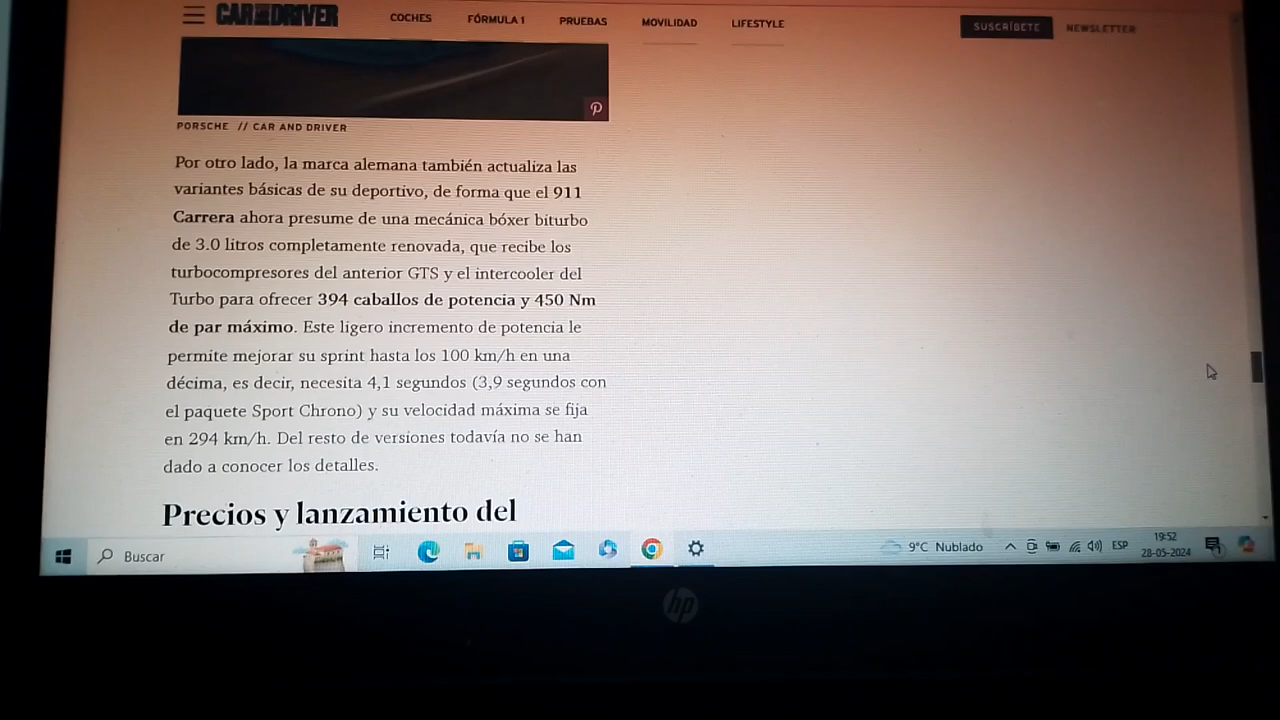 CAR AND DRIVER
COCHES
FÓRMULA 1
PRUEBAS
MOVILIDAD
LIFESTYLE
SUSCRÍBETE
NEWSLETTER
PORSCHE // CAR AND DRIVER
Por otro lado, la marca alemana también actualiza las
variantes básicas de su deportivo, de forma que el 911
Carrera ahora presume de una mecánica bóxer biturbo
de 3.0 litros completamente renovada, que recibe los
turbocompresores del anterior GTS y el intercooler del
Turbo para ofrecer 394 caballos de potencia y 450 Nm
de par máximo. Este ligero incremento de potencia le
permite mejorar su sprint hasta los 100 km/h en una
décima, es decir, necesita 4,1 segundos (3,9 segundos con
el paquete Sport Chrono) y su velocidad máxima se fija
en 294 km/h. Del resto de versiones todavía no se han
dado a conocer los detalles.
Precios y lanzamiento del
Buscar
9°C Nublado
ESP
19:52
28-05-2024
hp